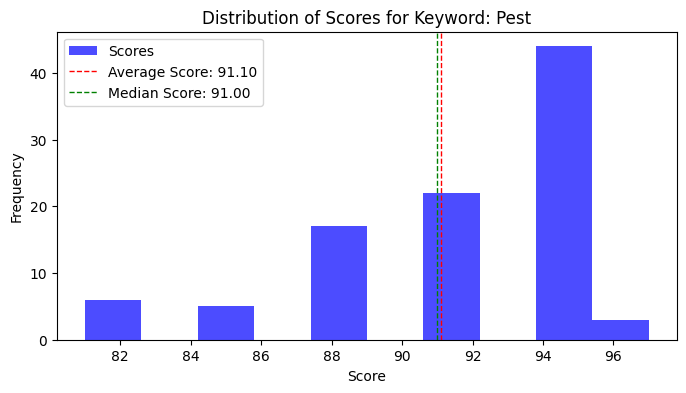 Distribution of Scores for Keyword: Pest
Scores
Average Score: 91.10
Median Score: 91.00
Frequency
40
30
20
10
0
82 84 86 88 90 92 94 96
Score